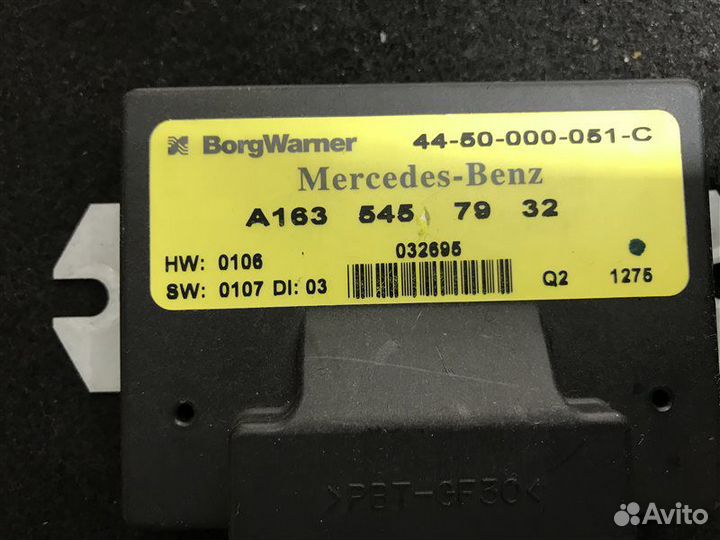 BorgWarner 44-50-000-051-C
Mercedes-Benz
A163 545 79 32
HW: 0106 032695
SW: 0107 DI: 03 Q2 1275
>PBT-GF30<
Avito